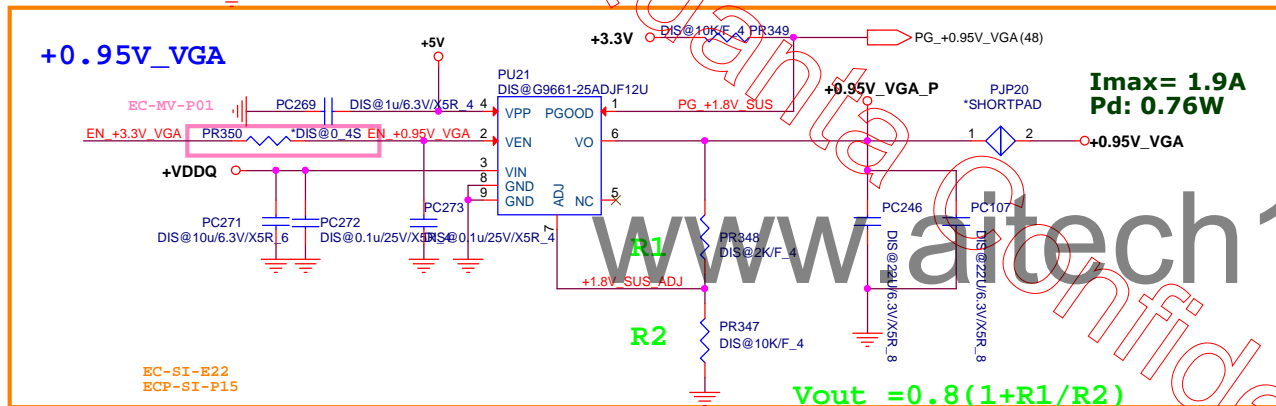 +0.95V_VGA
+5V
+3.3V
DIS@10K/F_4 PR349
PG_+0.95V_VGA (48)
PU21
DIS@G9661-25ADJF12U
EC-MV-P01
PC269
DIS@1u/6.3V/X5R_4
4
VPP
PGOOD
1
PG_+1.8V_SUS
+0.95V_VGA_P
PJP20
*SHORTPAD
Imax= 1.9A
Pd: 0.76W
EN_+3.3V_VGA
PR350
*DIS@0_4S
EN_+0.95V_VGA
2
VEN
VO
6
1
2
+0.95V_VGA
+VDDQ
3
VIN
8
GND
9
GND
ADJ
NC
5
7
PC271
DIS@10u/6.3V/X5R_6
PC272
DIS@0.1u/25V/X5R_4
PC273
DIS@0.1u/25V/X5R_4
R1
PR348
DIS@2K/F_4
+1.8V_SUS_ADJ
R2
PR347
DIS@10K/F_4
PC246
DIS@22U/6.3V/X5R_8
PC107
DIS@22U/6.3V/X5R_8
EC-SI-E22
ECP-SI-P15
Vout =0.8(1+R1/R2)
www.aitech1
uanta Confide